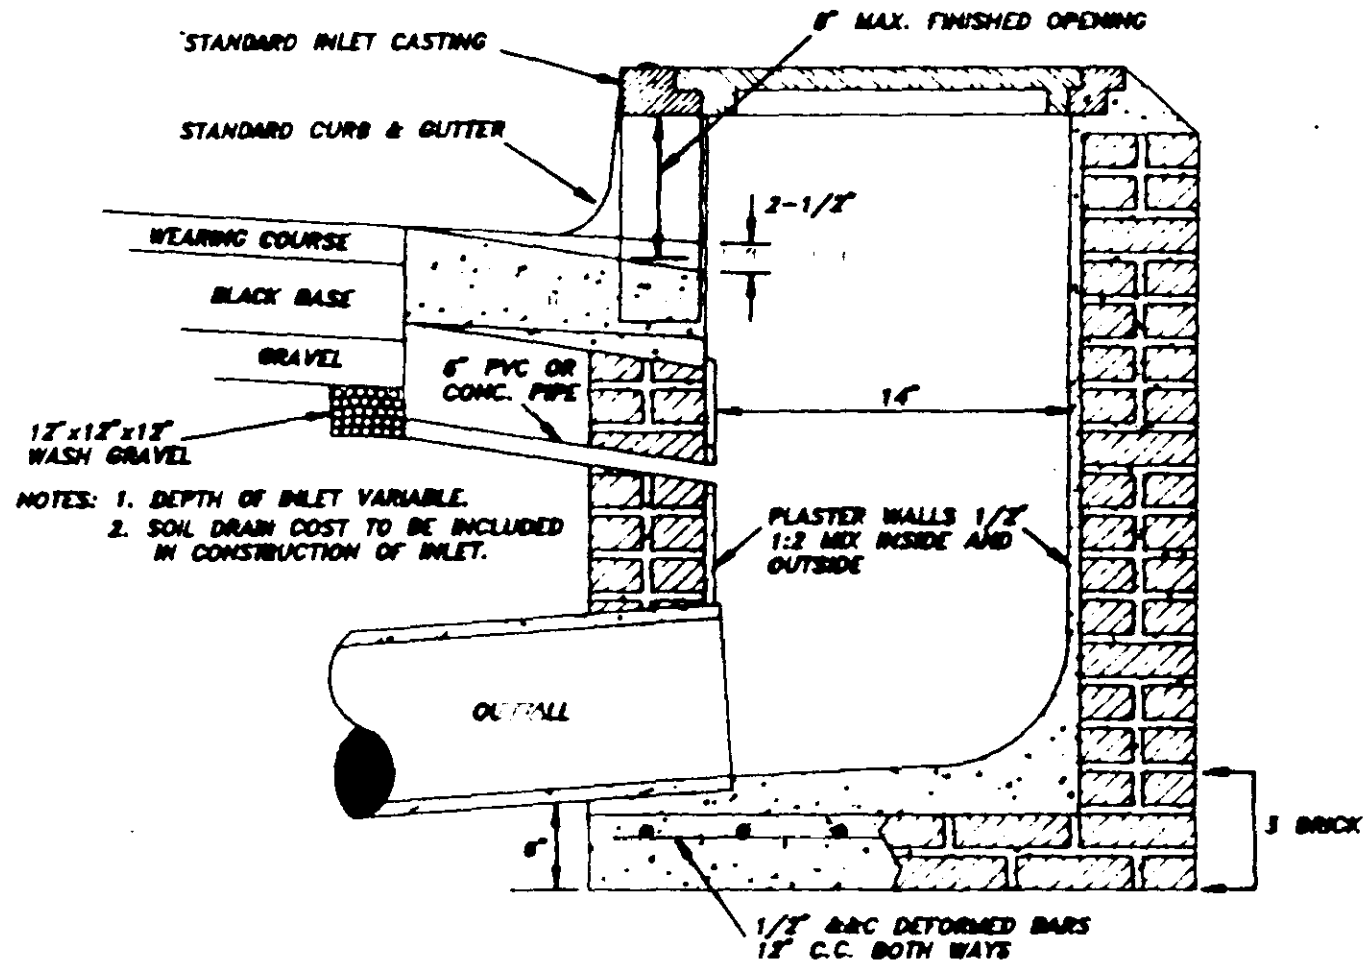 8" MAX. FINISHED OPENING
STANDARD INLET CASTING
STANDARD CURB & GUTTER
2-1/2"
WEARING COURSE
BLACK BASE
GRAVEL
6" PVC OR
CONC. PIPE
14"
12"x12"x12"
WASH GRAVEL
NOTES: 1. DEPTH OF INLET VARIABLE.
2. SOIL DRAIN COST TO BE INCLUDED
IN CONSTRUCTION OF INLET.
PLASTER WALLS 1/2"
1:2 MIX INSIDE AND
OUTSIDE
OUTFALL
3 BRICK
1/2" DEFORMED BARS
12" C.C. BOTH WAYS